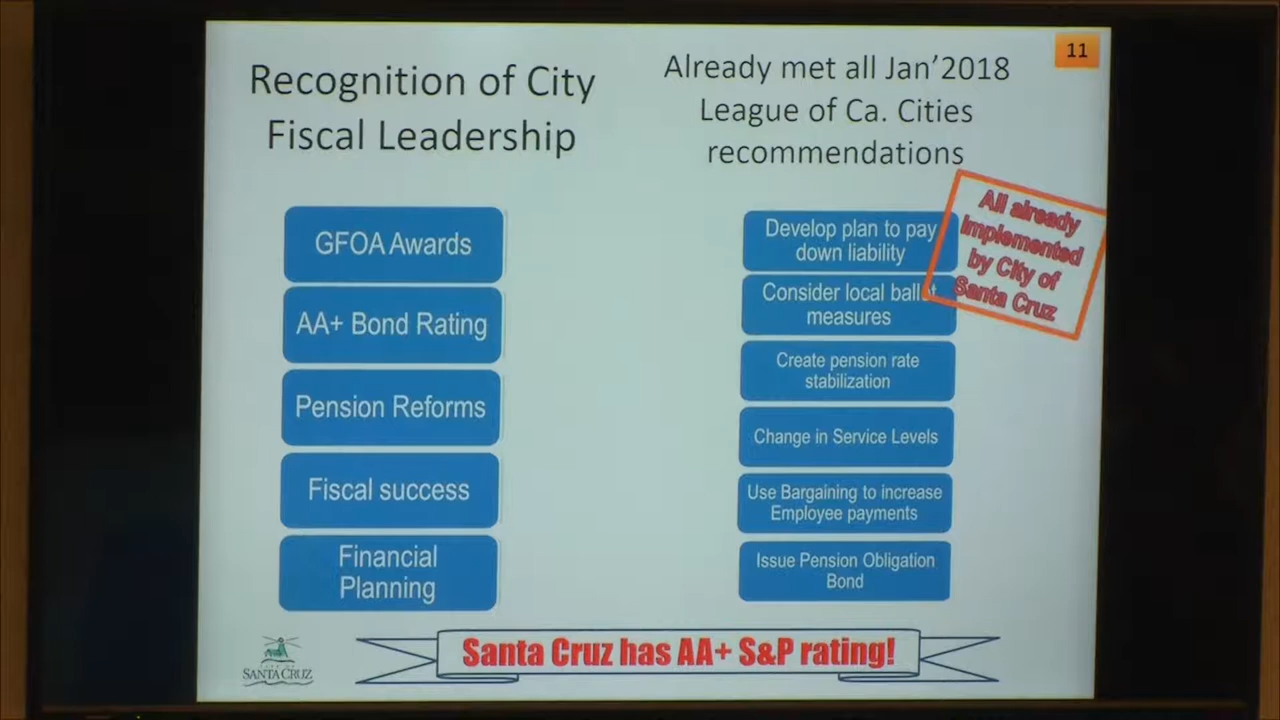 11
Recognition of City
Fiscal Leadership
GFOA Awards
AA+ Bond Rating
Pension Reforms
Fiscal success
Financial
Planning
Already met all Jan’2018
League of Ca. Cities
recommendations
Develop plan to pay
down liability
Consider local ballot
measures
Create pension rate
stabilization
Change in Service Levels
Use Bargaining to increase
Employee payments
Issue Pension Obligation
Bond
All already
implemented
by City of
Santa Cruz
Santa Cruz has AA+ S&P rating!
SANTA CRUZ